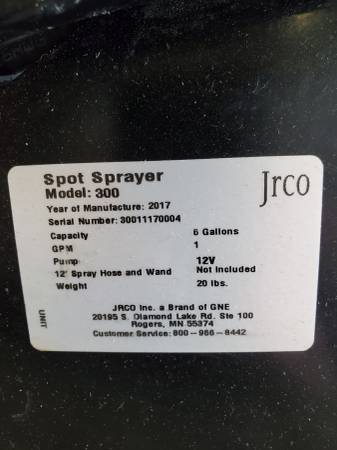 Spot Sprayer
Jrco
Model: 300
Year of Manufacture: 2017
Serial Number: 30011170004
Capacity 6 Gallons
GPM 1
Pump 12V
12' Spray Hose and Wand Not Included
Weight 20 lbs.
JRCO Inc. a Brand of GNE
20195 S. Diamond Lake Rd. Ste 100
Rogers, MN 55374
Customer Service: 800-966-8442
UNIT